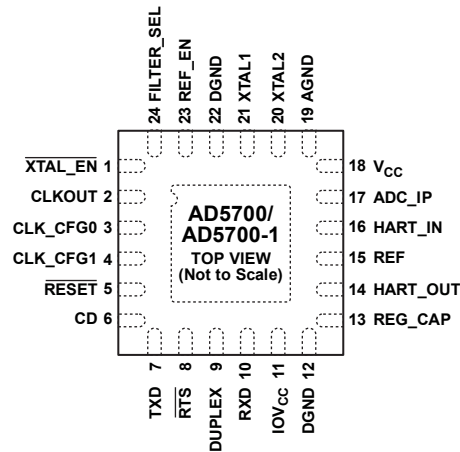 24 FILTER_SEL
23 REF_EN
22 DGND
21 XTAL1
20 XTAL2
19 AGND
XTAL_EN 1
CLKOUT 2
CLK_CFG0 3
CLK_CFG1 4
RESET 5
CD 6
AD5700/
AD5700-1
TOP VIEW
(Not to Scale)
18 VCC
17 ADC_IP
16 HART_IN
15 REF
14 HART_OUT
13 REG_CAP
TXD 7
RTS 8
DUPLEX 9
RXD 10
IOVCC 11
DGND 12